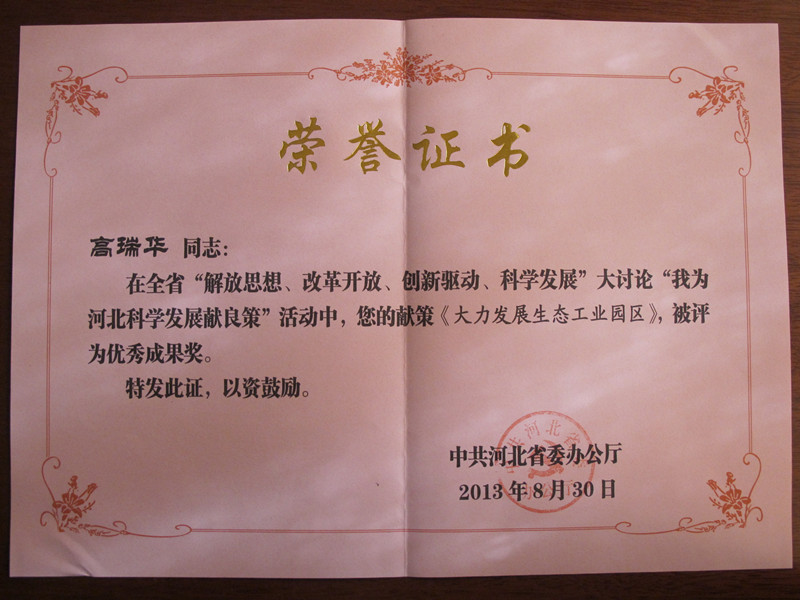 荣誉证书
高瑞华 同志：
在全省“解放思想、改革开放、创新驱动、科学发展”大讨论“我为
河北科学发展献良策”活动中，您的献策《大力发展生态工业园区》，被评
为优秀成果奖。
特发此证，以资鼓励。
中共河北省委办公厅
2013年8月30日